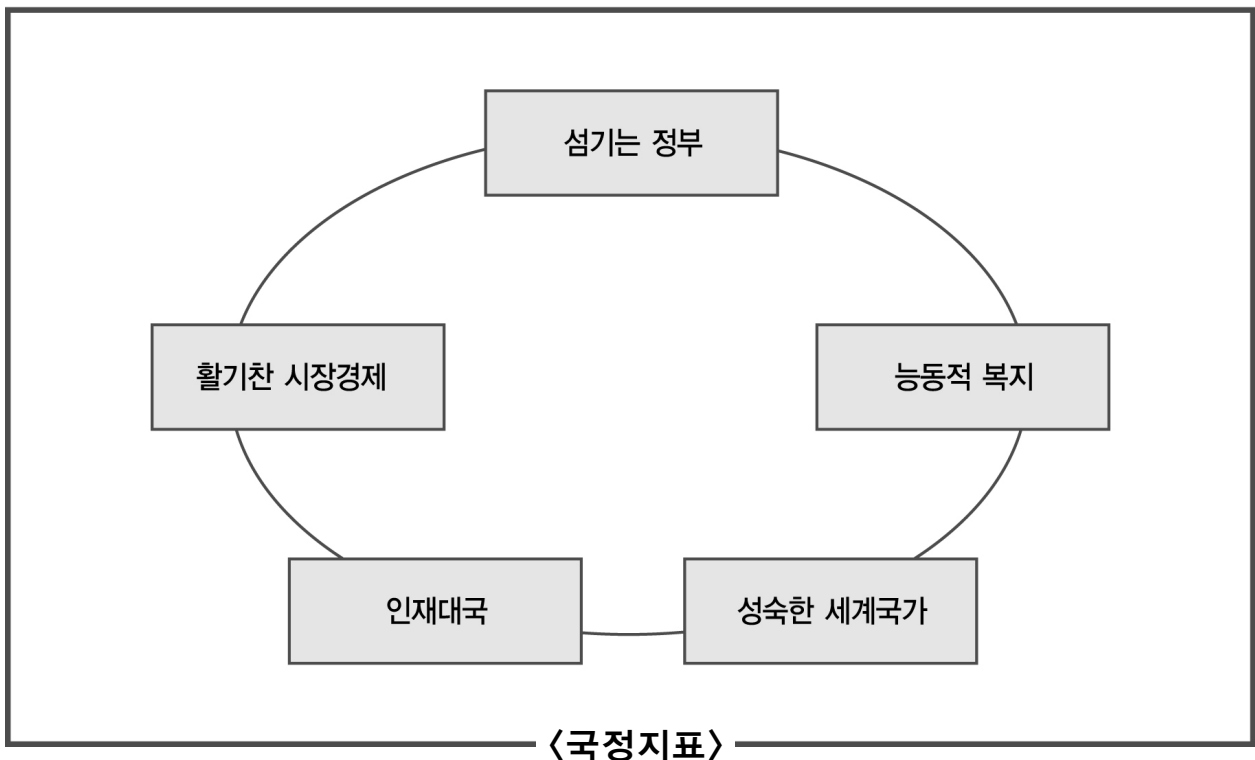 섬기는 정부
활기찬 시장경제
능동적 복지
인재대국
성숙한 세계국가
〈국정지표〉